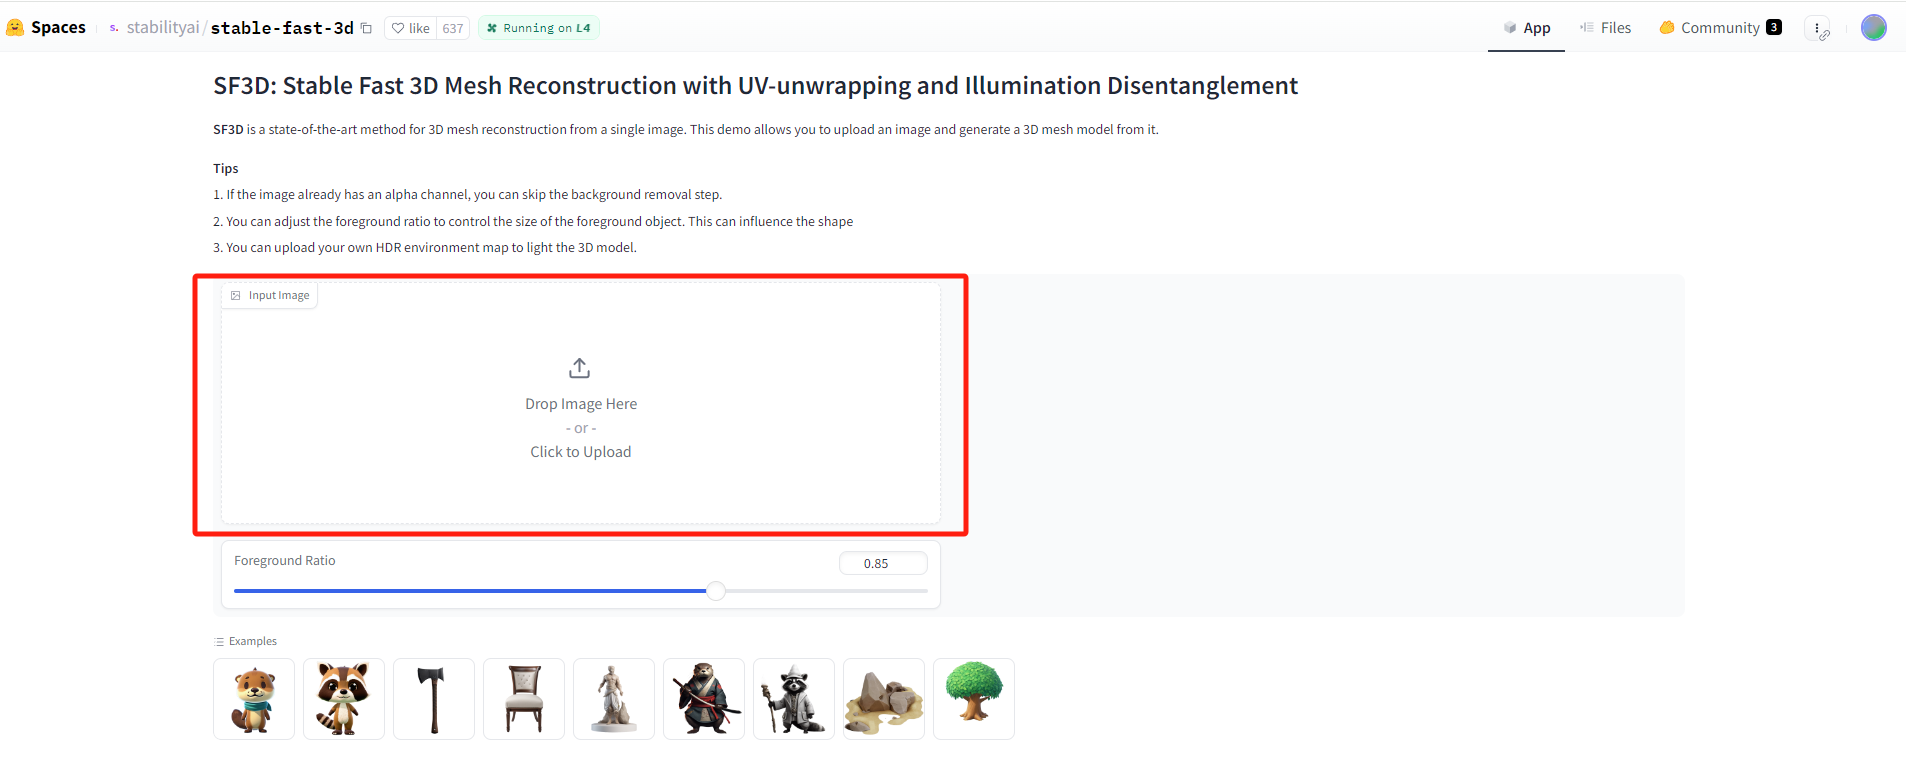 Spaces s. stabilityai/stable-fast-3d like 637 Running on L4 App Files Community 3
SF3D: Stable Fast 3D Mesh Reconstruction with UV-unwrapping and Illumination Disentanglement
SF3D is a state-of-the-art method for 3D mesh reconstruction from a single image. This demo allows you to upload an image and generate a 3D mesh model from it.
Tips
1. If the image already has an alpha channel, you can skip the background removal step.
2. You can adjust the foreground ratio to control the size of the foreground object. This can influence the shape
3. You can upload your own HDR environment map to light the 3D model.
Input Image
Drop Image Here
- or -
Click to Upload
Foreground Ratio 0.85
Examples